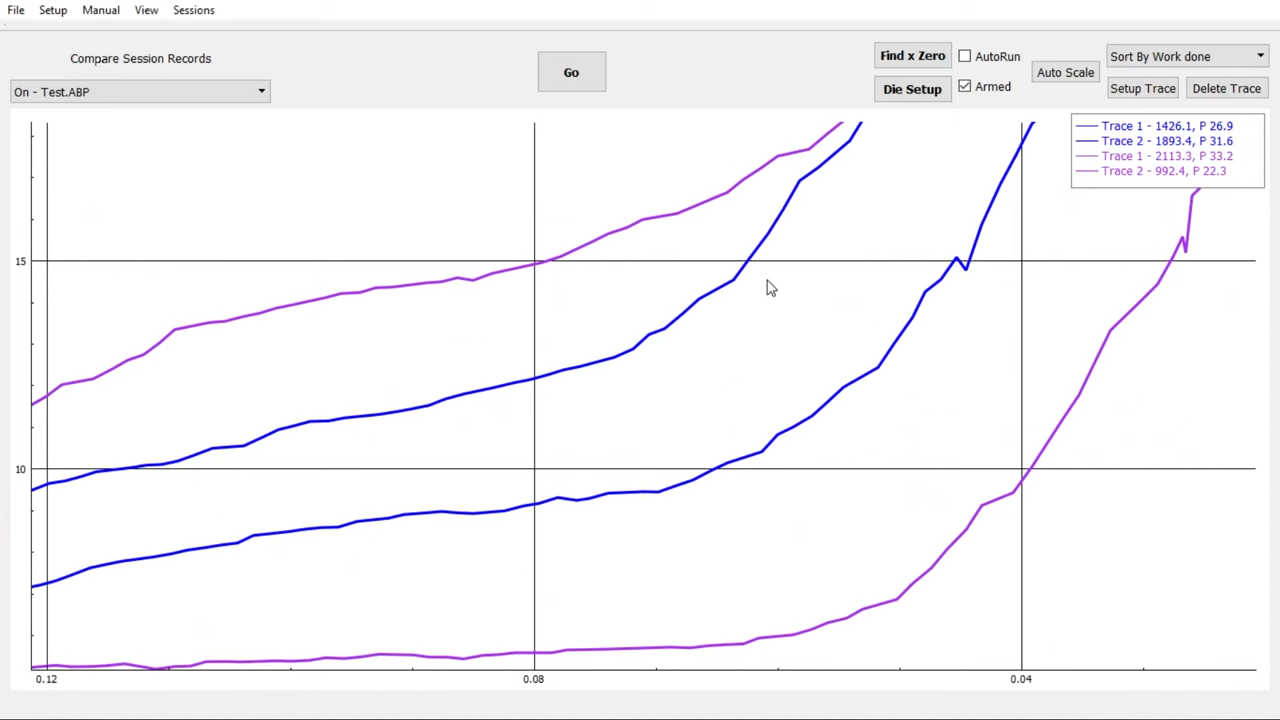 File Setup Manual View Sessions
Compare Session Records
On - Test.ABP
Go
Find x Zero
AutoRun
Die Setup
Armed
Auto Scale
Sort By Work done
Setup Trace
Delete Trace
Trace 1 - 1426.1, P 26.9
Trace 2 - 1893.4, P 31.6
Trace 1 - 2113.3, P 33.2
Trace 2 - 992.4, P 22.3
15
10
0.12
0.08
0.04